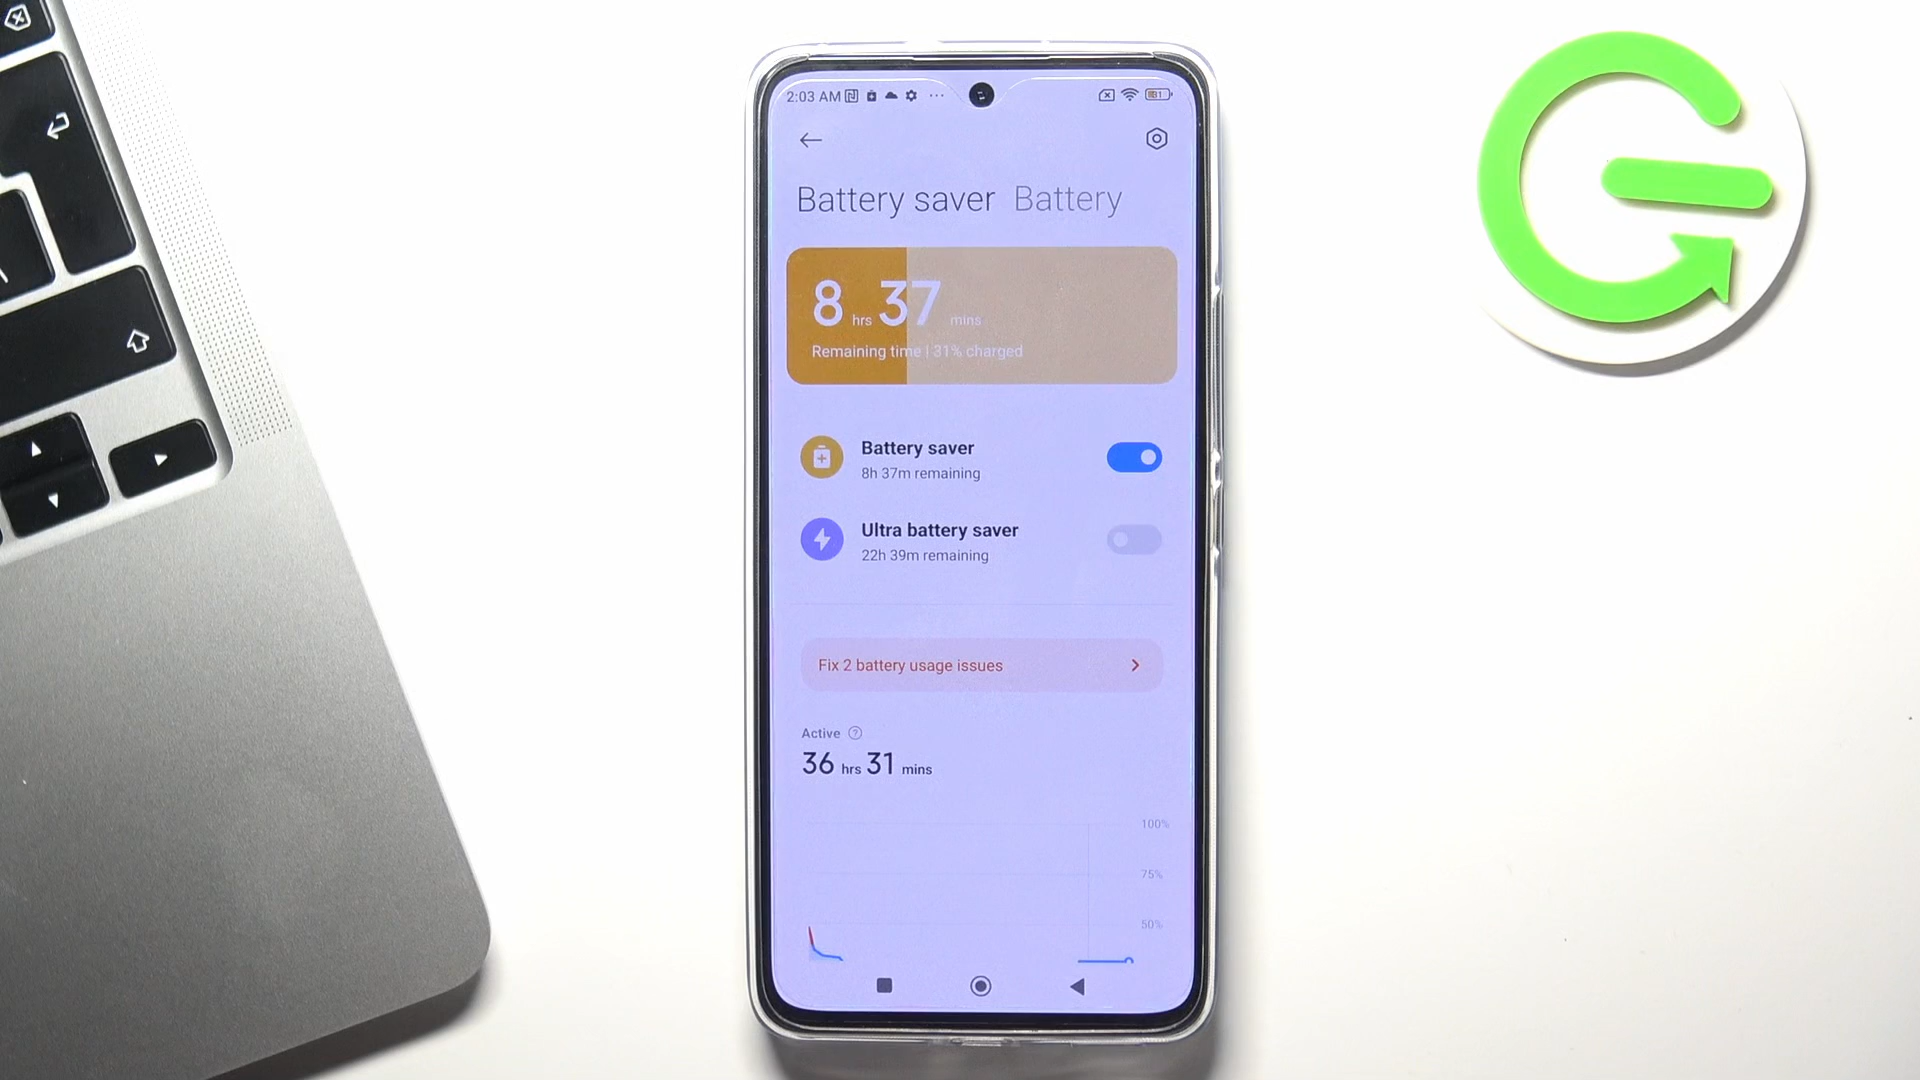 2:03 AM
31
Battery saver Battery
8 hrs 37 mins
Remaining time | 31% charged
Battery saver
8h 37m remaining
Ultra battery saver
22h 39m remaining
Fix 2 battery usage issues
Active ?
36 hrs 31 mins
100%
75%
50%